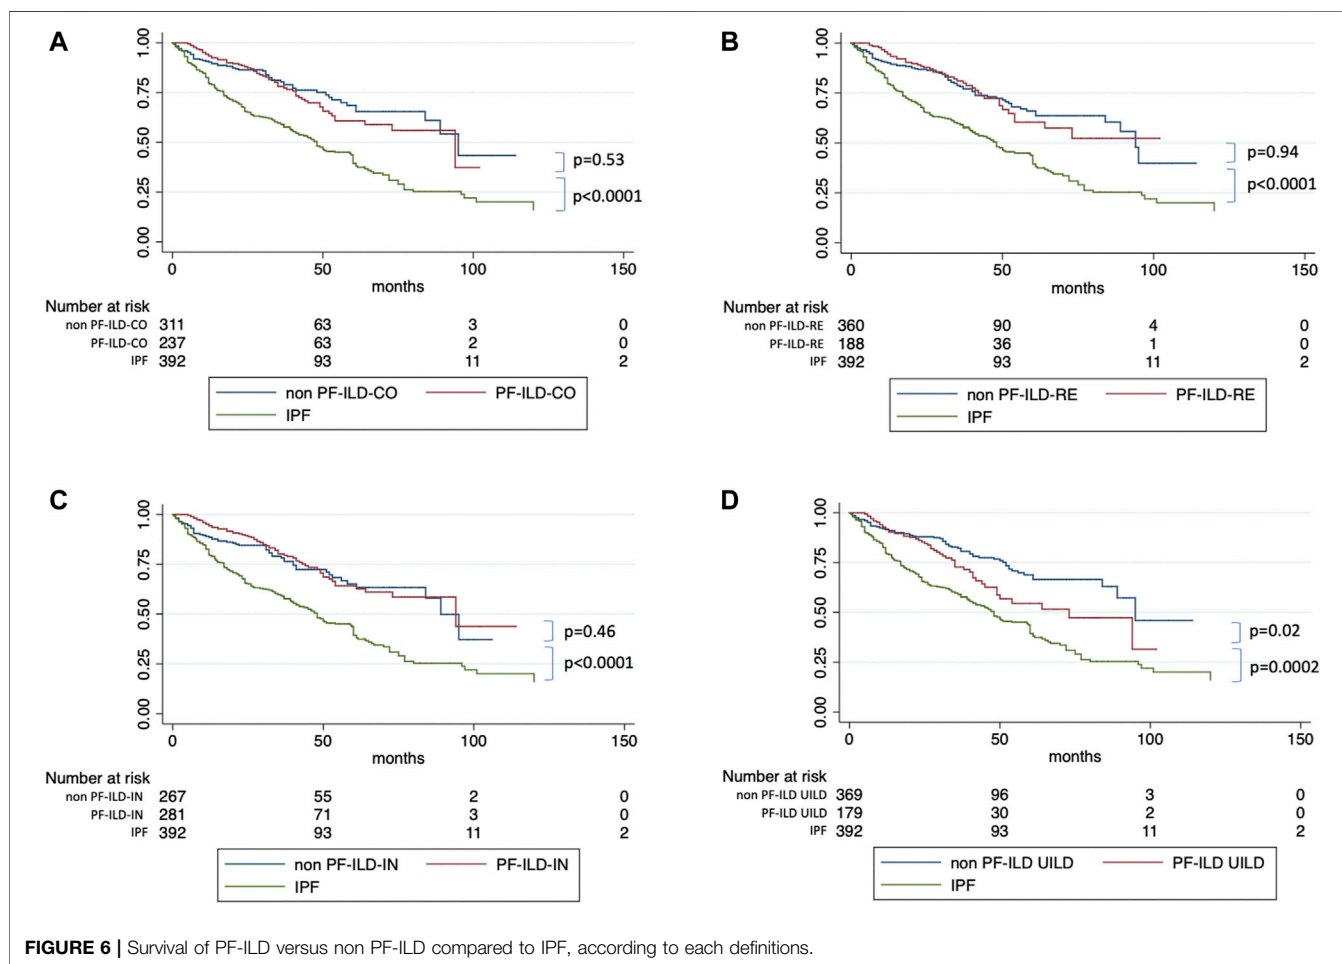 A
1.00
0.75
0.50
0.25
0.00
p=0.53
p<0.0001
0 50 100 150
months
Number at risk
non PF-ILD-CO 311 63 3 0
PF-ILD-CO 237 63 2 0
IPF 392 93 11 2
non PF-ILD-CO PF-ILD-CO
IPF
B
1.00
0.75
0.50
0.25
0.00
p=0.94
p<0.0001
0 50 100 150
months
Number at risk
non PF-ILD-RE 360 90 4 0
PF-ILD-RE 188 36 1 0
IPF 392 93 11 2
non PF-ILD-RE PF-ILD-RE
IPF
C
1.00
0.75
0.50
0.25
0.00
p=0.46
p<0.0001
0 50 100 150
months
Number at risk
non PF-ILD-IN 267 55 2 0
PF-ILD-IN 281 71 3 0
IPF 392 93 11 2
non PF-ILD-IN PF-ILD-IN
IPF
D
1.00
0.75
0.50
0.25
0.00
p=0.02
p=0.0002
0 50 100 150
months
Number at risk
non PF-ILD UILD 369 96 3 0
PF-ILD UILD 179 30 2 0
IPF 392 93 11 2
non PF-ILD UILD PF-ILD UILD
IPF
FIGURE 6 | Survival of PF-ILD versus non PF-ILD compared to IPF, according to each definitions.